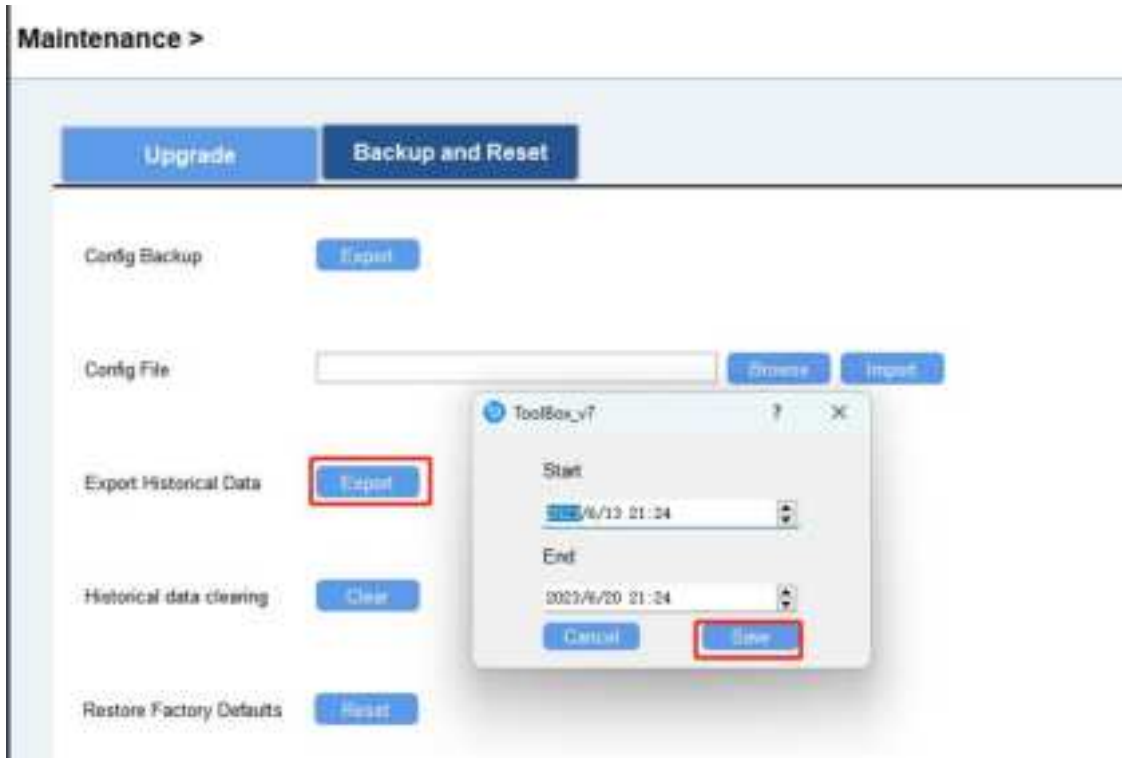 Maintenance >
Upgrade
Backup and Reset
Config Backup
Export
Config File
Browse
Import
ToolBox_v7
?
Start
Export Historical Data
Export
2023/6/13 21:24
End
Historical data clearing
Clear
2023/6/20 21:24
Cancel
Save
Restore Factory Defaults
Reset